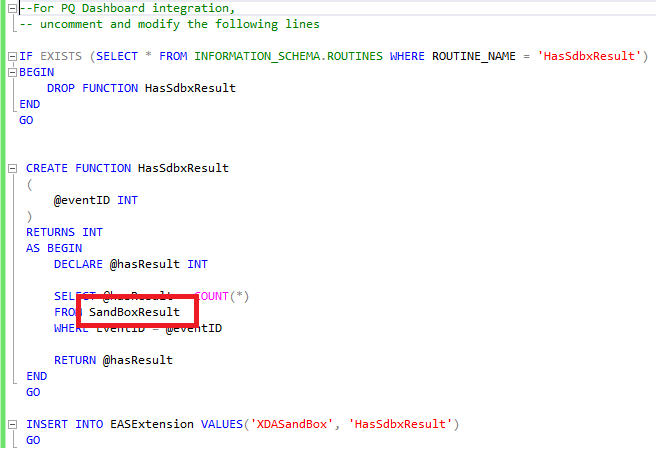 --For PQ Dashboard integration,
-- uncomment and modify the following lines
IF EXISTS (SELECT * FROM INFORMATION_SCHEMA.ROUTINES WHERE ROUTINE_NAME = 'HasSdbxResult')
BEGIN
DROP FUNCTION HasSdbxResult
END
GO
CREATE FUNCTION HasSdbxResult
(
@eventID INT
)
RETURNS INT
AS BEGIN
DECLARE @hasResult INT
SELECT @hasResult = COUNT(*)
FROM SandBoxResult
WHERE EventID = @eventID
RETURN @hasResult
END
GO
INSERT INTO EASExtension VALUES('XDASandBox', 'HasSdbxResult')
GO